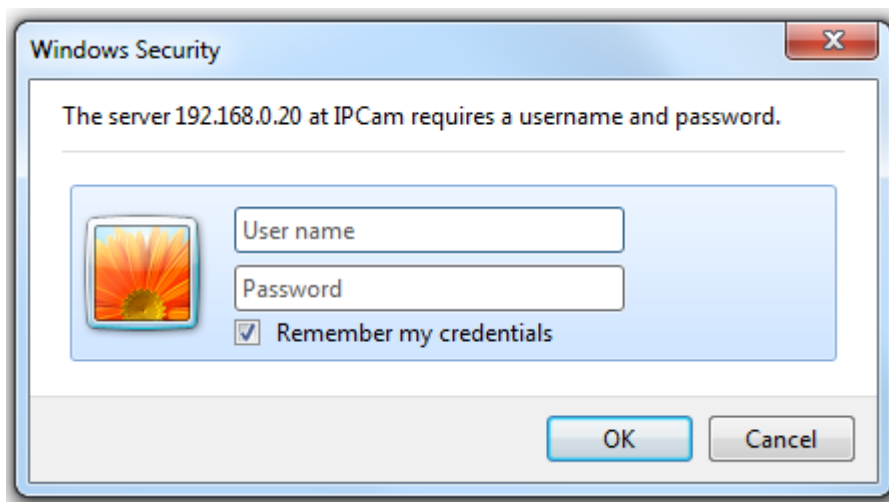 Windows Security
The server 192.168.0.20 at IPCam requires a username and password.
User name
Password
Remember my credentials
OK
Cancel